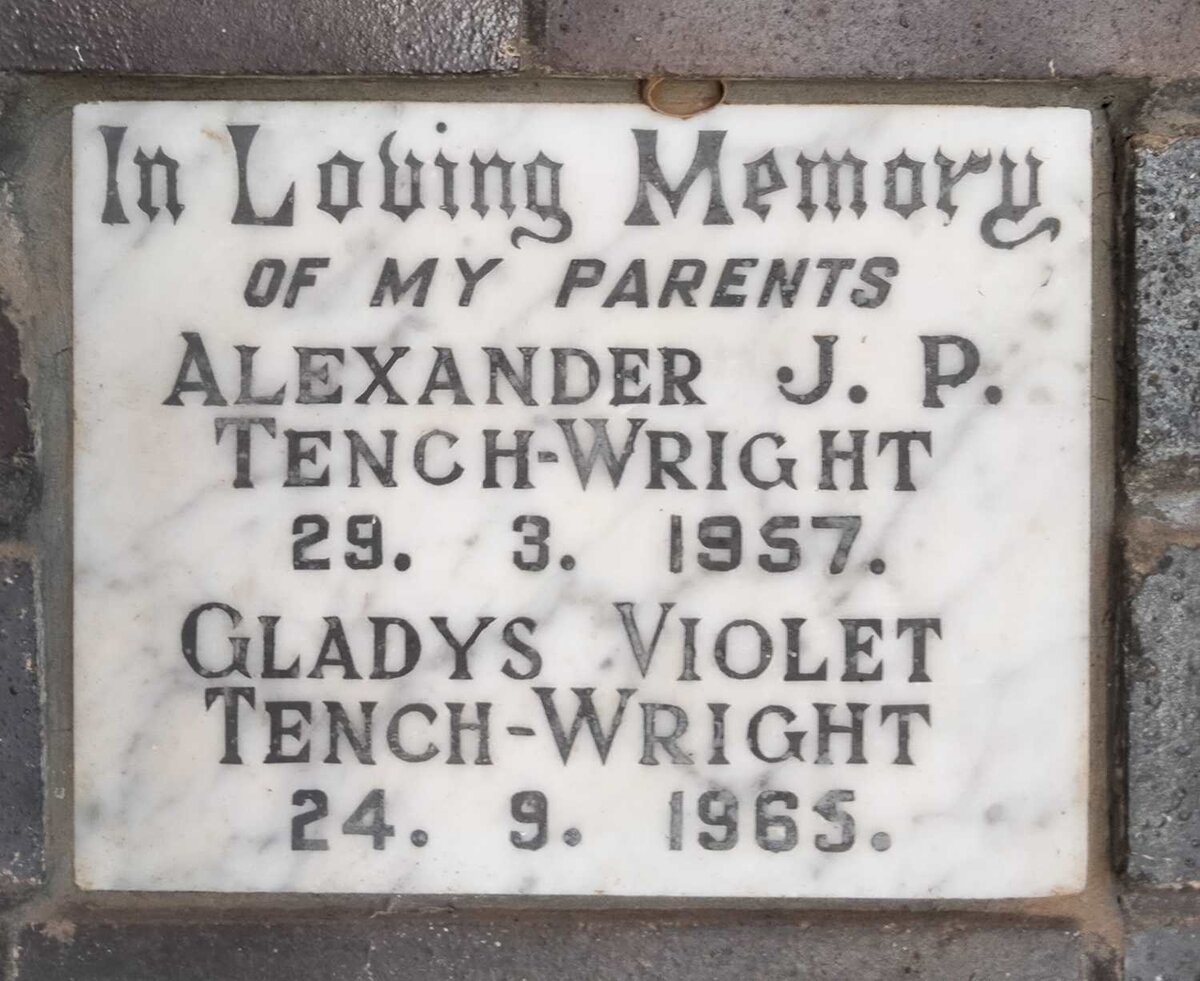 In Loving Memory
OF MY PARENTS
ALEXANDER J. P.
TENCH-WRIGHT
29. 3. 1957.
GLADYS VIOLET
TENCH-WRIGHT
24. 9. 1965.